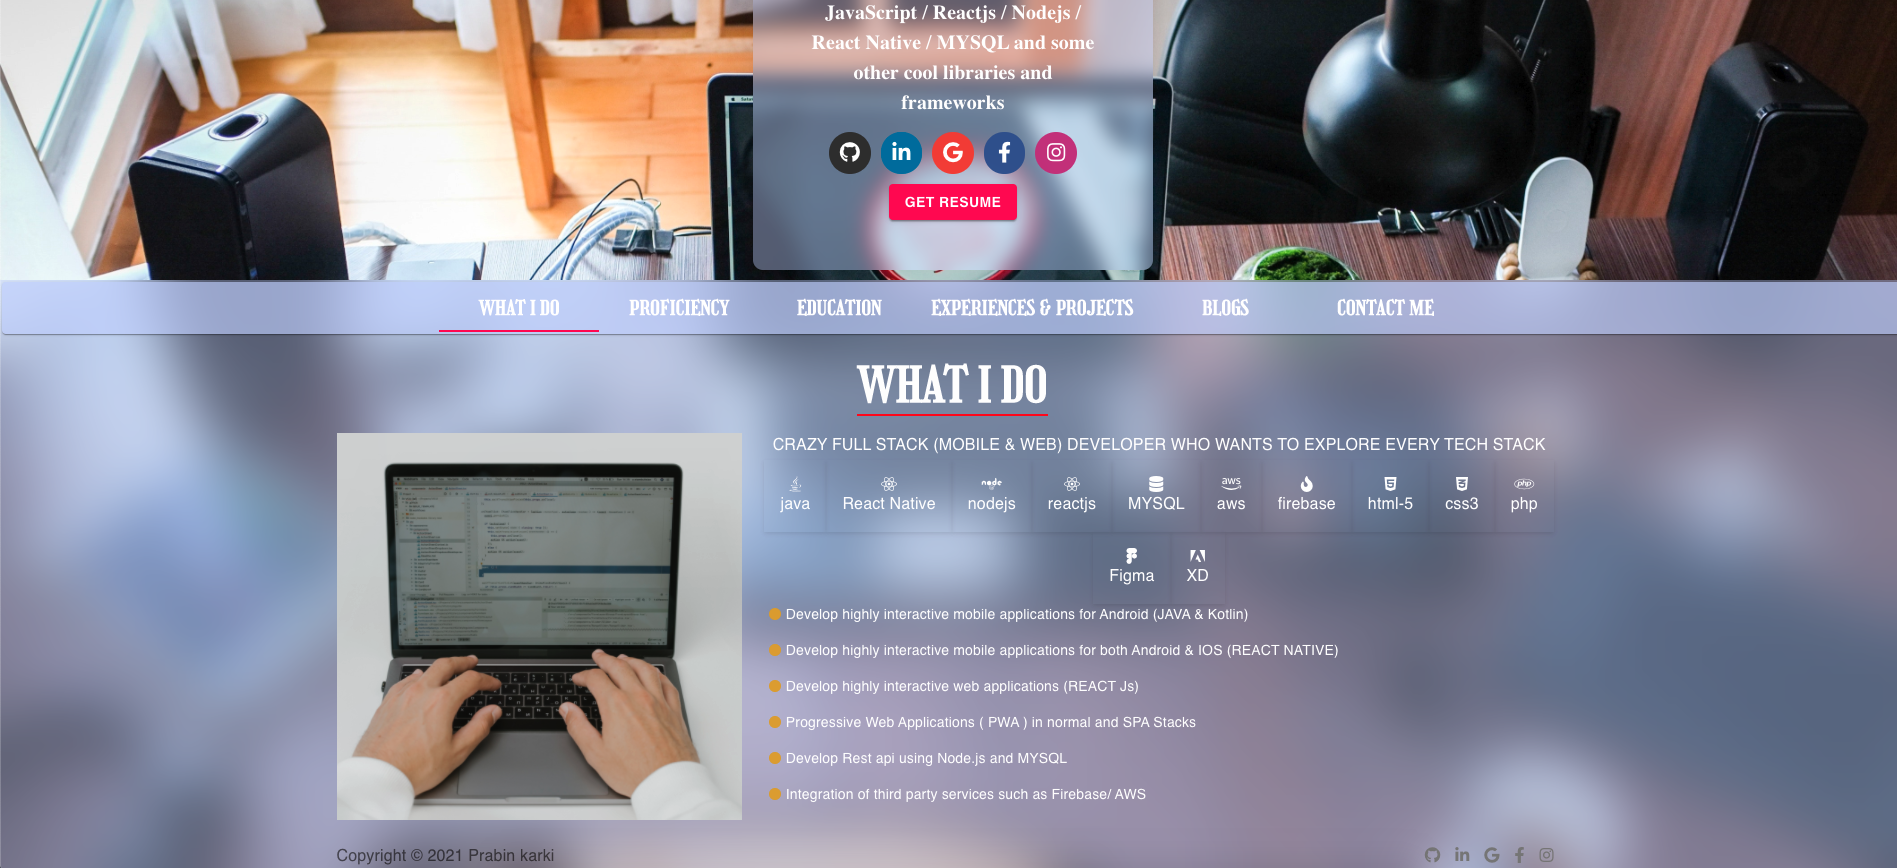 JavaScript / Reactjs / Nodejs /
React Native / MYSQL and some
other cool libraries and
frameworks
GET RESUME
WHAT I DO PROFICIENCY EDUCATION EXPERIENCES & PROJECTS BLOGS CONTACT ME
WHAT I DO
CRAZY FULL STACK (MOBILE & WEB) DEVELOPER WHO WANTS TO EXPLORE EVERY TECH STACK
java React Native nodejs reactjs MYSQL aws firebase html-5 css3 php
Figma XD
Develop highly interactive mobile applications for Android (JAVA & Kotlin)
Develop highly interactive mobile applications for both Android & IOS (REACT NATIVE)
Develop highly interactive web applications (REACT Js)
Progressive Web Applications ( PWA ) in normal and SPA Stacks
Develop Rest api using Node.js and MYSQL
Integration of third party services such as Firebase/ AWS
Copyright © 2021 Prabin karki